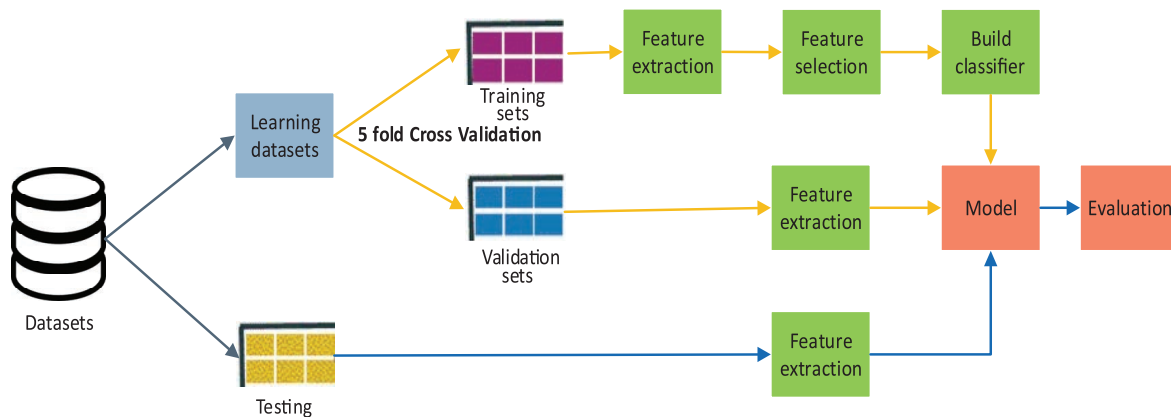 Feature
extraction
Feature
selection
Build
classifier
Training
sets
Learning
datasets
5 fold Cross Validation
Feature
extraction
Model
Evaluation
Validation
sets
Datasets
Feature
extraction
Testing